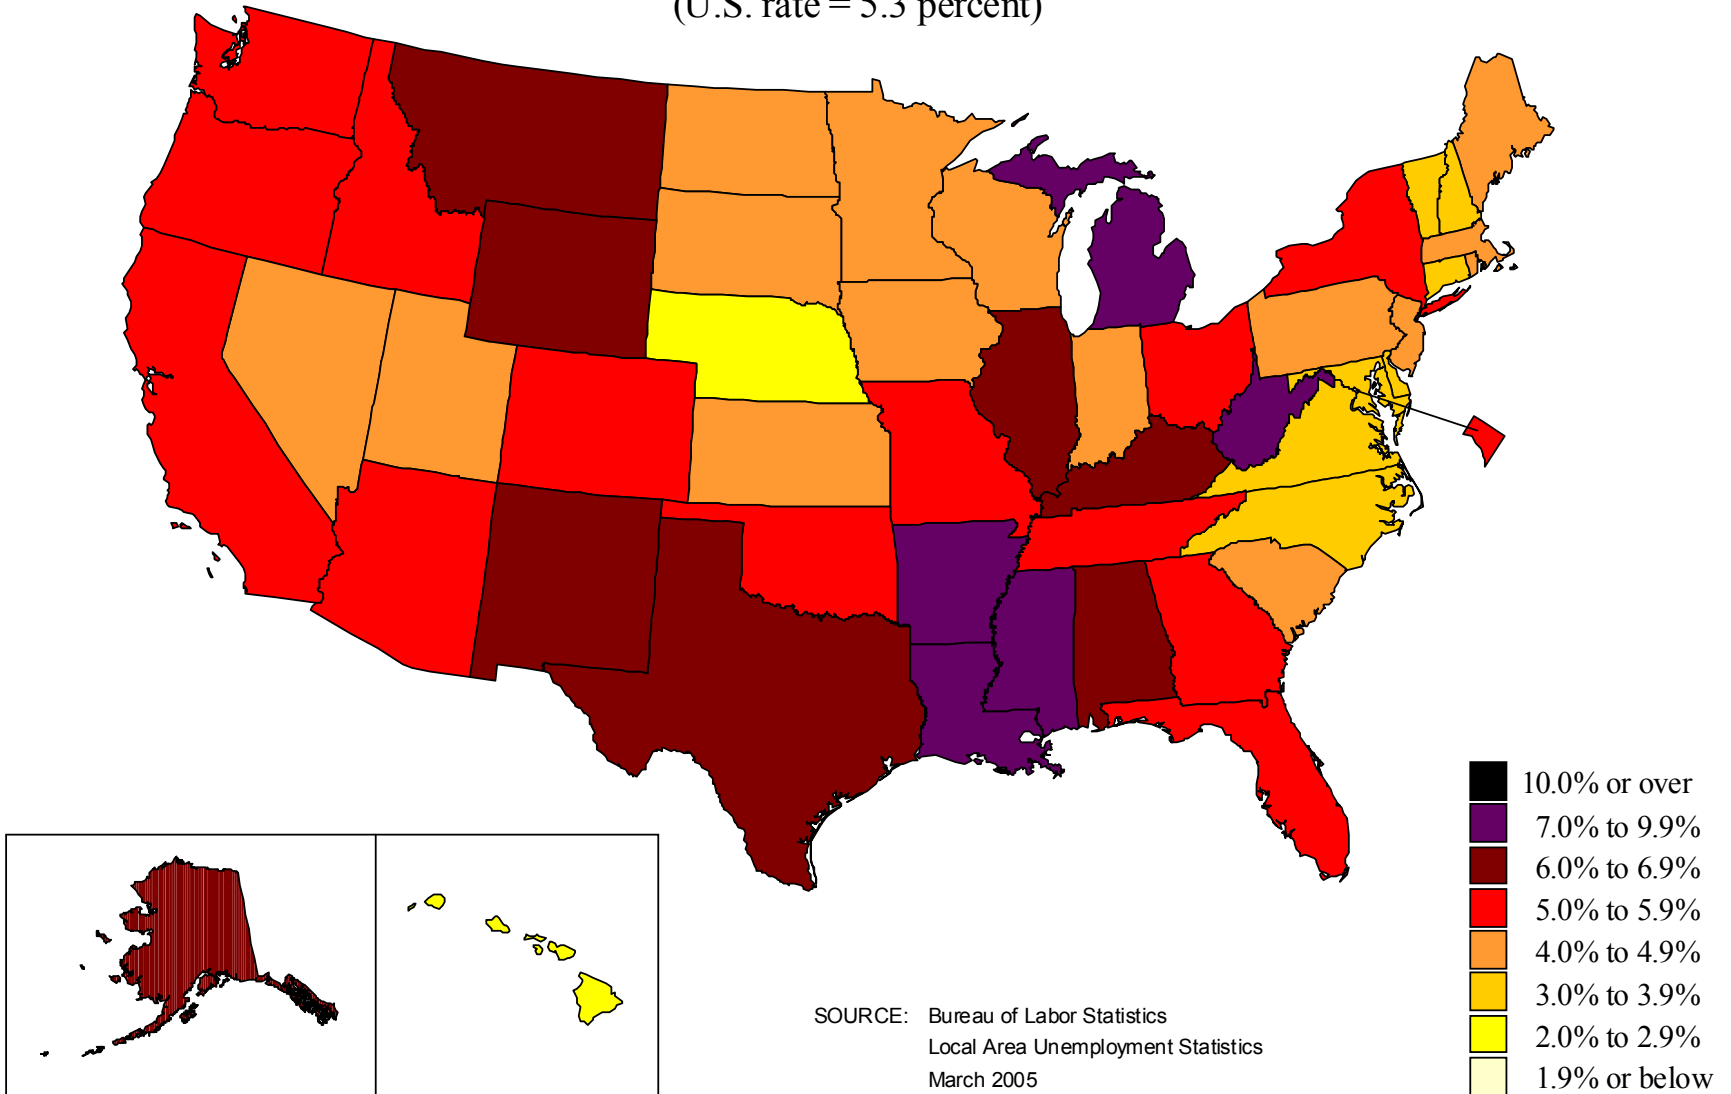 (U.S. rate = 5.3 percent)
10.0% or over
7.0% to 9.9%
6.0% to 6.9%
5.0% to 5.9%
4.0% to 4.9%
3.0% to 3.9%
2.0% to 2.9%
1.9% or below
SOURCE: Bureau of Labor Statistics
Local Area Unemployment Statistics
March 2005